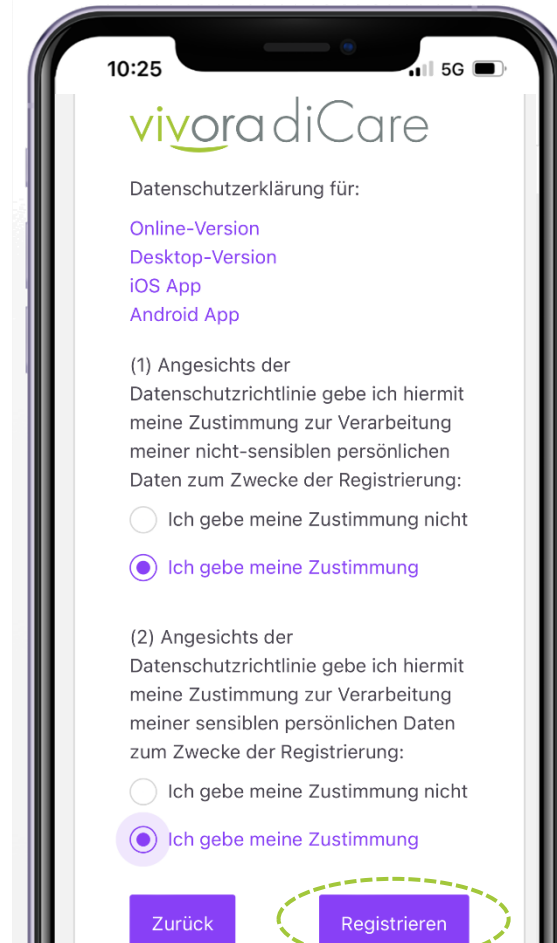 10:25
5G
vivora diCare
Datenschutzerklärung für:
Online-Version
Desktop-Version
iOS App
Android App
(1) Angesichts der
Datenschutzrichtlinie gebe ich hiermit
meine Zustimmung zur Verarbeitung
meiner nicht-sensiblen persönlichen
Daten zum Zwecke der Registrierung:
Ich gebe meine Zustimmung nicht
Ich gebe meine Zustimmung
(2) Angesichts der
Datenschutzrichtlinie gebe ich hiermit
meine Zustimmung zur Verarbeitung
meiner sensiblen persönlichen Daten
zum Zwecke der Registrierung:
Ich gebe meine Zustimmung nicht
Ich gebe meine Zustimmung
Zurück
Registrieren